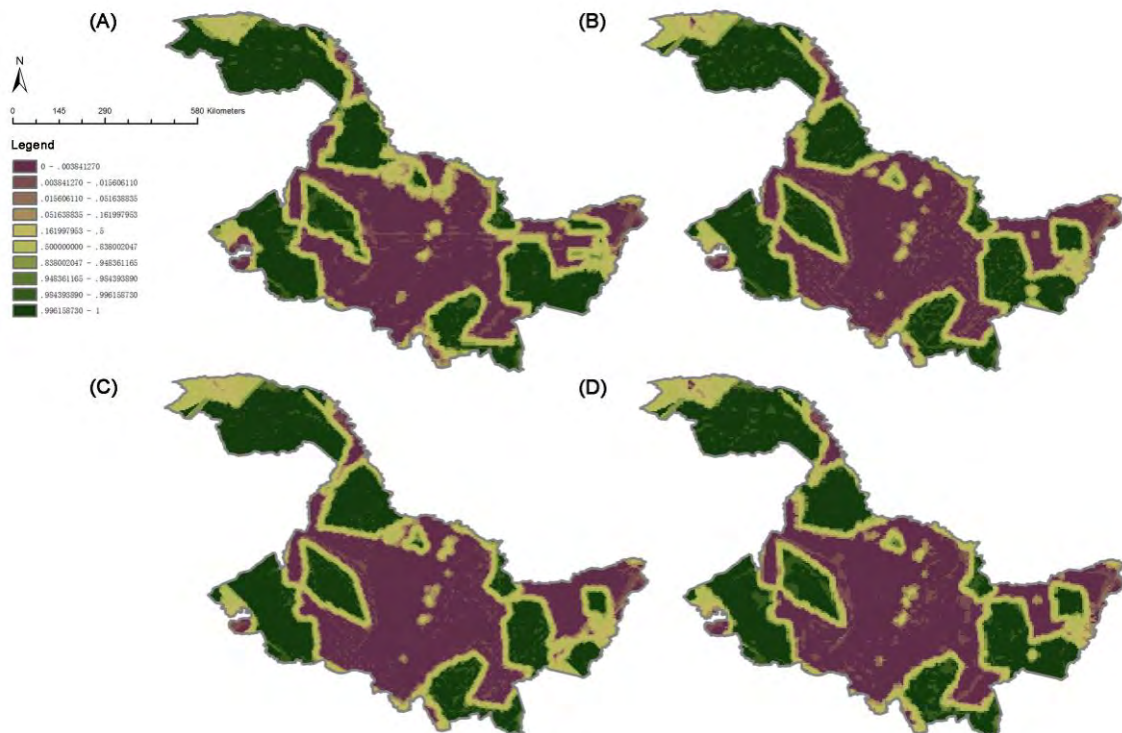 (A)
(B)
N
0 145 290 580 Kilometers
Legend
0 - .003841270
.003841270 - .015606110
.015606110 - .051638835
.051638835 - .161997953
.161997953 - .5
.50000000 - .838002047
.838002047 - .948361165
.948361165 - .984393890
.984393890 - .996158730
.996158730 - 1
(C)
(D)